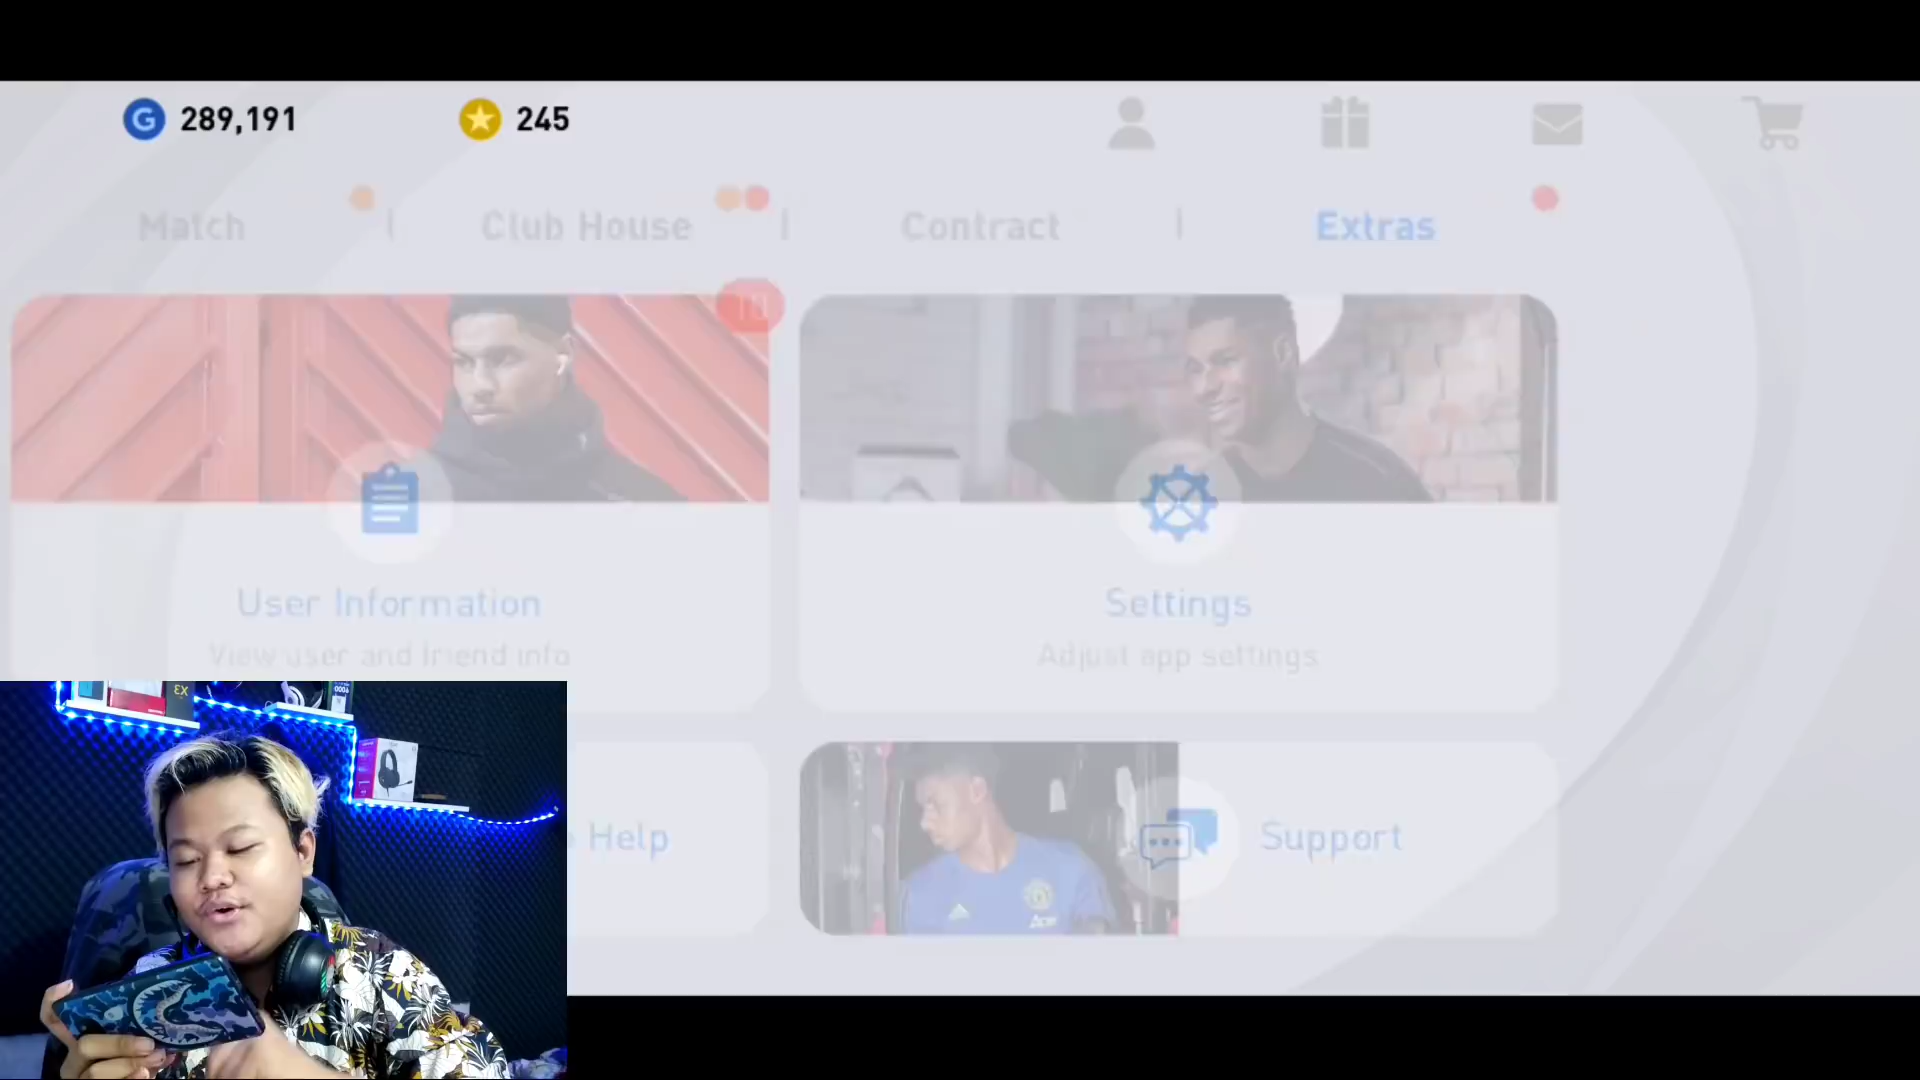 289,191
245
Match
Club House
Contract
Extras
User Information
Settings
View user and friend info
Adjust app settings
Help
Support
X3